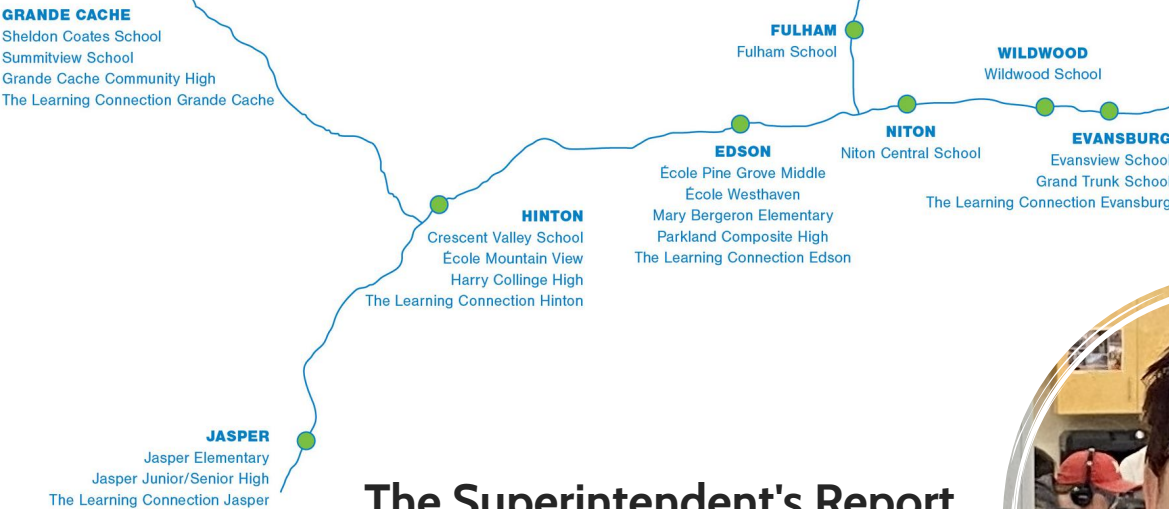 GRANDE CACHE
Sheldon Coates School
Summitview School
Grande Cache Community High
The Learning Connection Grande Cache
FULHAM
Fulham School
WILDWOOD
Wildwood School
NITON
Niton Central School
EVANSBURG
Evansview School
Grand Trunk School
The Learning Connection Evansburg
EDSON
École Pine Grove Middle
École Westhaven
Mary Bergeron Elementary
Parkland Composite High
The Learning Connection Edson
HINTON
Crescent Valley School
École Mountain View
Harry Collinge High
The Learning Connection Hinton
JASPER
Jasper Elementary
Jasper Junior/Senior High
The Learning Connection Jasper
The Superintendent's Report